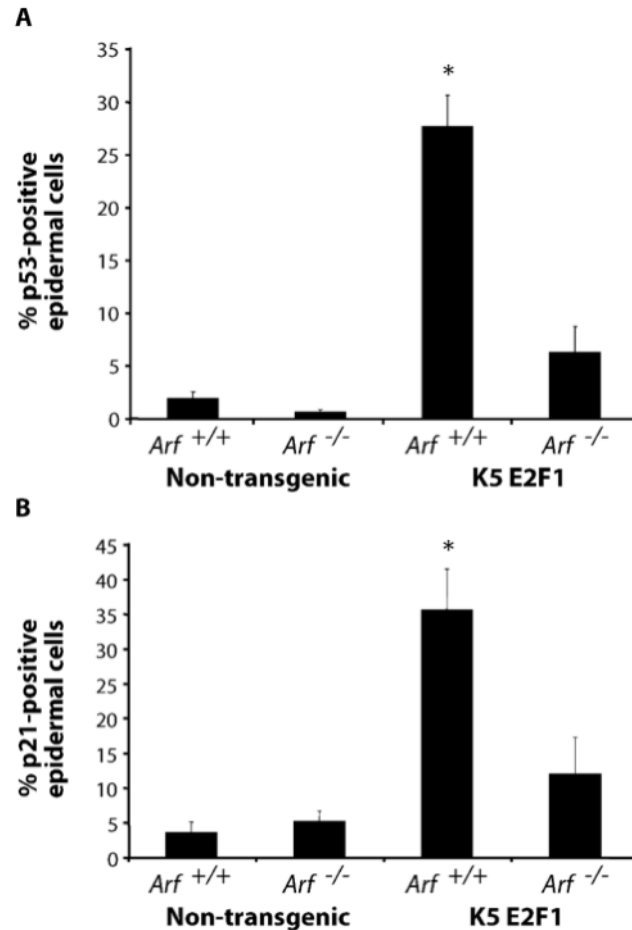 A
% p53-positive
epidermal cells
35
30
25
20
15
10
5
0
*
Arf +/+ Arf -/- Arf +/+ Arf -/-
Non-transgenic K5 E2F1
B
% p21-positive
epidermal cells
45
40
35
30
25
20
15
10
5
0
*
Arf +/+ Arf -/- Arf +/+ Arf -/-
Non-transgenic K5 E2F1